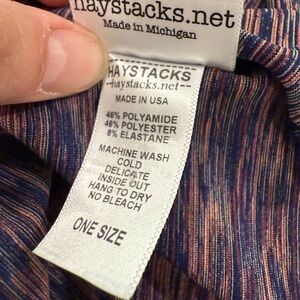 haystacks.net
Made in Michigan
HAYSTACKS
--haystacks.net--
MADE IN USA
46% POLYAMIDE
46% POLYESTER
8% ELASTANE
MACHINE WASH
COLD
DELICATE
INSIDE OUT
HANG TO DRY
NO BLEACH
ONE SIZE